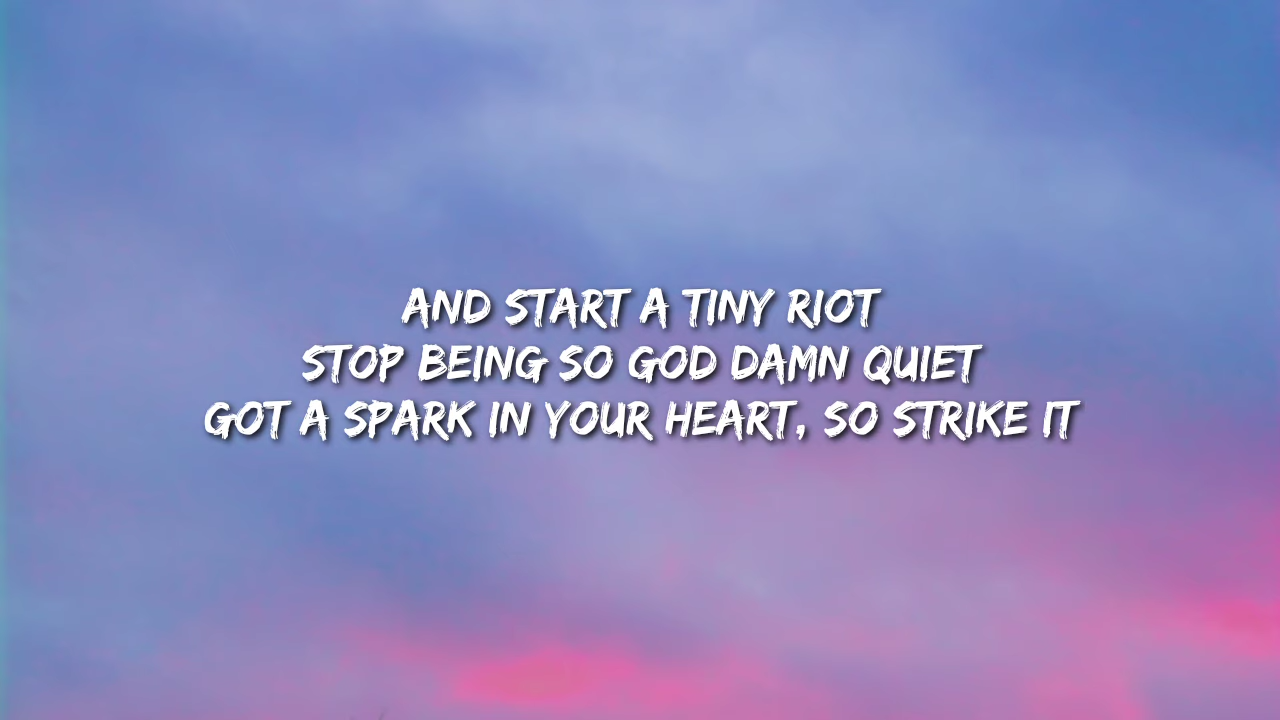 AND START A TINY RIOT
STOP BEING SO GOD DAMN QUIET
GOT A SPARK IN YOUR HEART, SO STRIKE IT